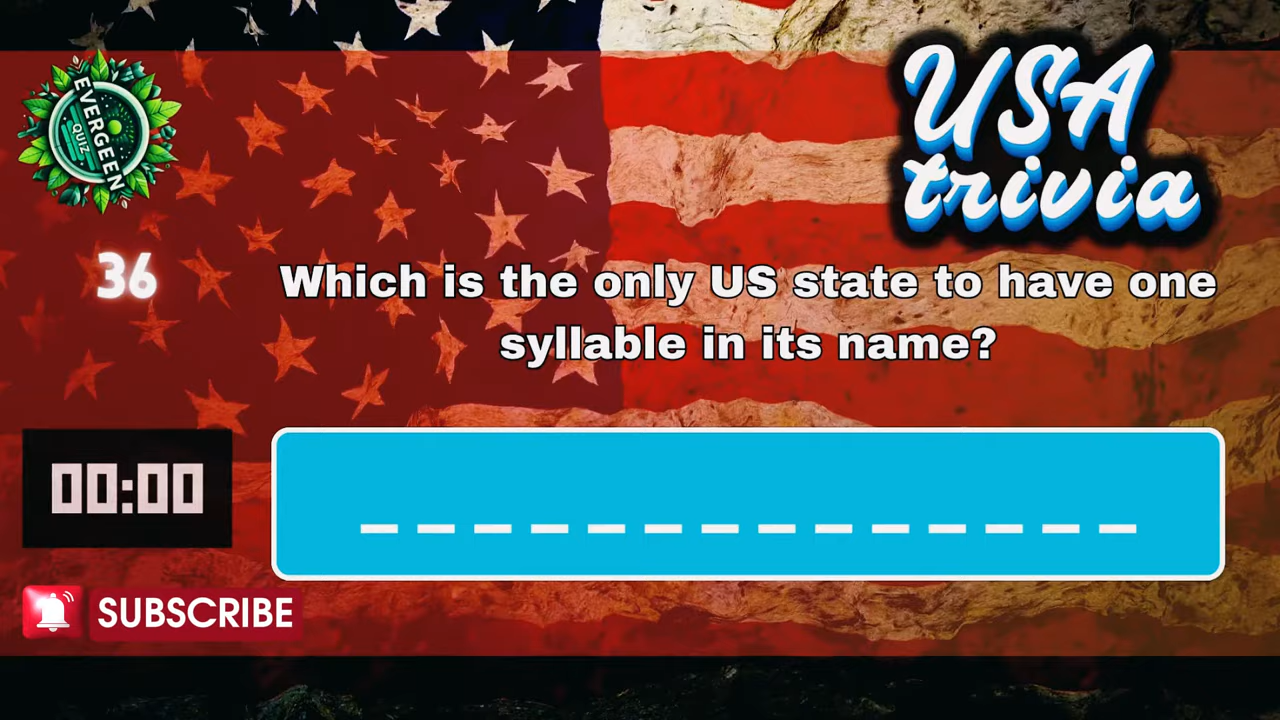 EVERGEEN
QUIZ
USA
trivia
36
Which is the only US state to have one
syllable in its name?
00:00
SUBSCRIBE